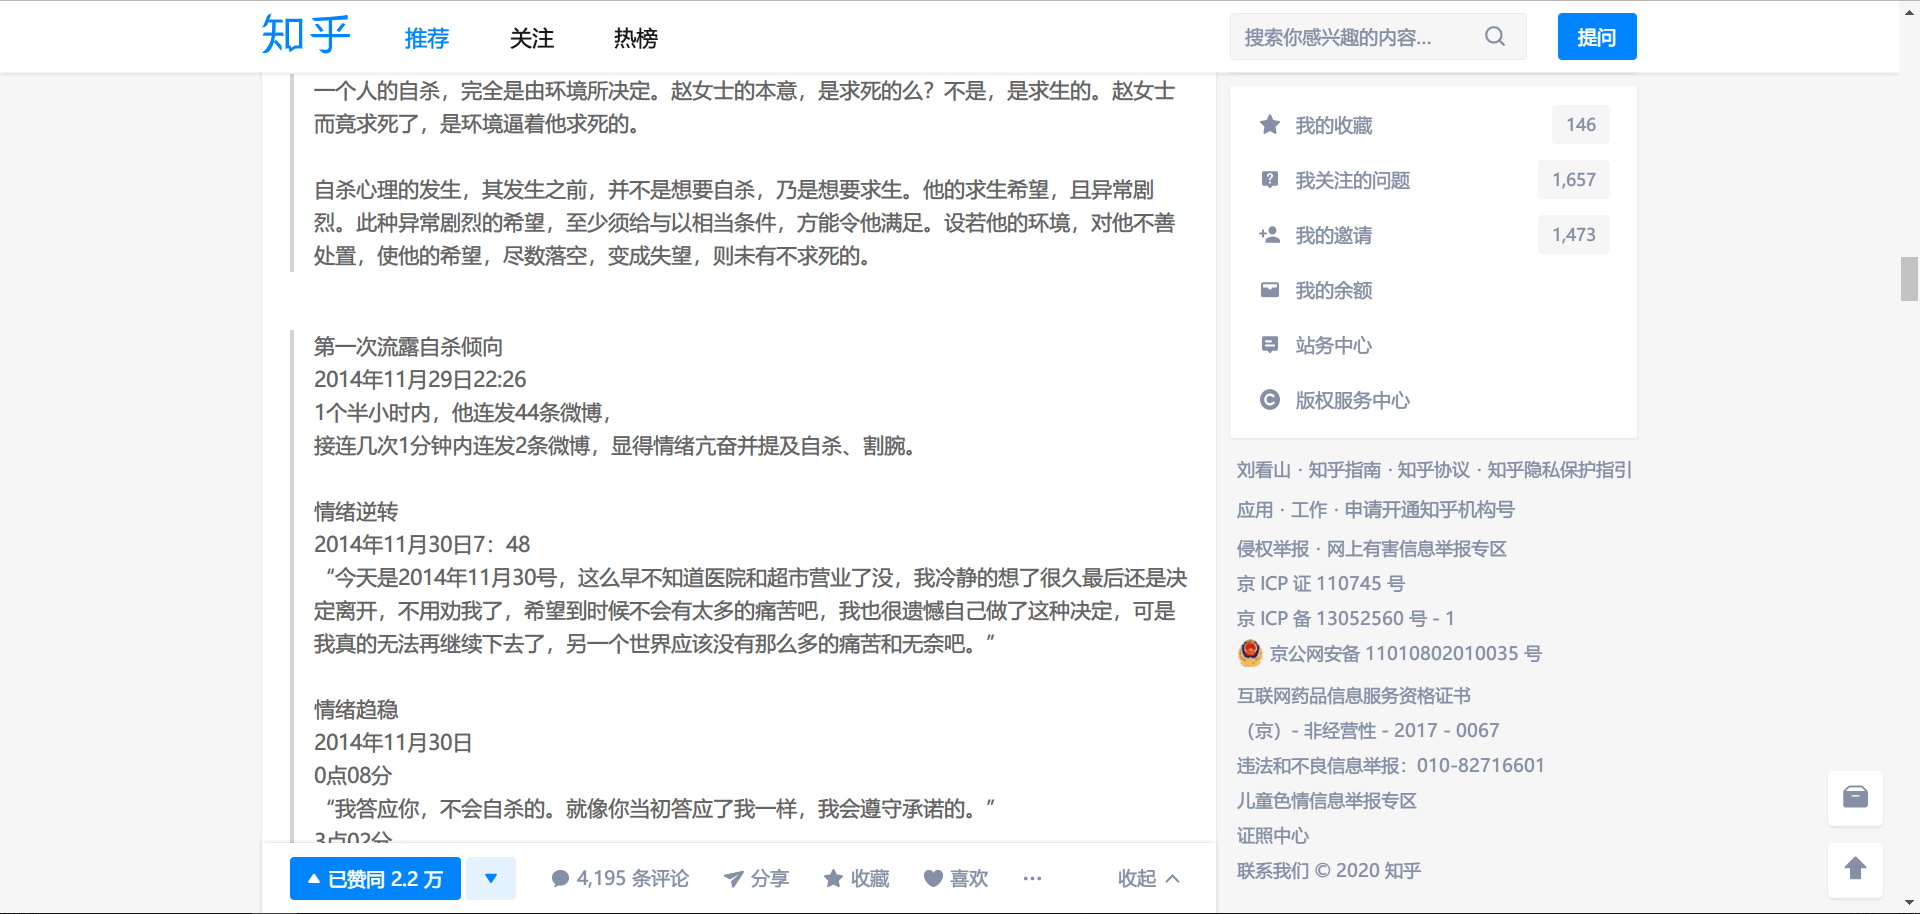 知乎
推荐
关注
热榜
搜索你感兴趣的内容...
提问
一个人的自杀，完全是由环境所决定。赵女士的本意，是求死的么？不是，是求生的。赵女士
而竟求死了，是环境逼着他求死的。
自杀心理的发生，其发生之前，并不是想要自杀，乃是想要求生。他的求生希望，且异常剧
烈。此种异常剧烈的希望，至少须给与以相当条件，方能令他满足。设若他的环境，对他不善
处置，使他的希望，尽数落空，变成失望，则未有不求死的。
第一次流露自杀倾向
2014年11月29日22:26
1个半小时内，他连发44条微博，
接连几次1分钟内连发2条微博，显得情绪亢奋并提及自杀、割腕。
情绪逆转
2014年11月30日7：48
“今天是2014年11月30号，这么早不知道医院和超市营业了没，我冷静的想了很久最后还是决
定离开，不用劝我了，希望到时候不会有太多的痛苦吧，我也很遗憾自己做了这种决定，可是
我真的无法再继续下去了，另一个世界应该没有那么多的痛苦和无奈吧。”
情绪趋稳
2014年11月30日
0点08分
“我答应你，不会自杀的。就像你当初答应了我一样，我会遵守承诺的。”
3点02分
已赞同 2.2 万
4,195 条评论
分享
收藏
喜欢
收起
我的收藏
146
我关注的问题
1,657
我的邀请
1,473
我的余额
站务中心
版权服务中心
刘看山 · 知乎指南 · 知乎协议 · 知乎隐私保护指引
应用 · 工作 · 申请开通知乎机构号
侵权举报 · 网上有害信息举报专区
京 ICP 证 110745 号
京 ICP 备 13052560 号 - 1
京公网安备 11010802010035 号
互联网药品信息服务资格证书
（京）- 非经营性 - 2017 - 0067
违法和不良信息举报：010-82716601
儿童色情信息举报专区
证照中心
联系我们 © 2020 知乎